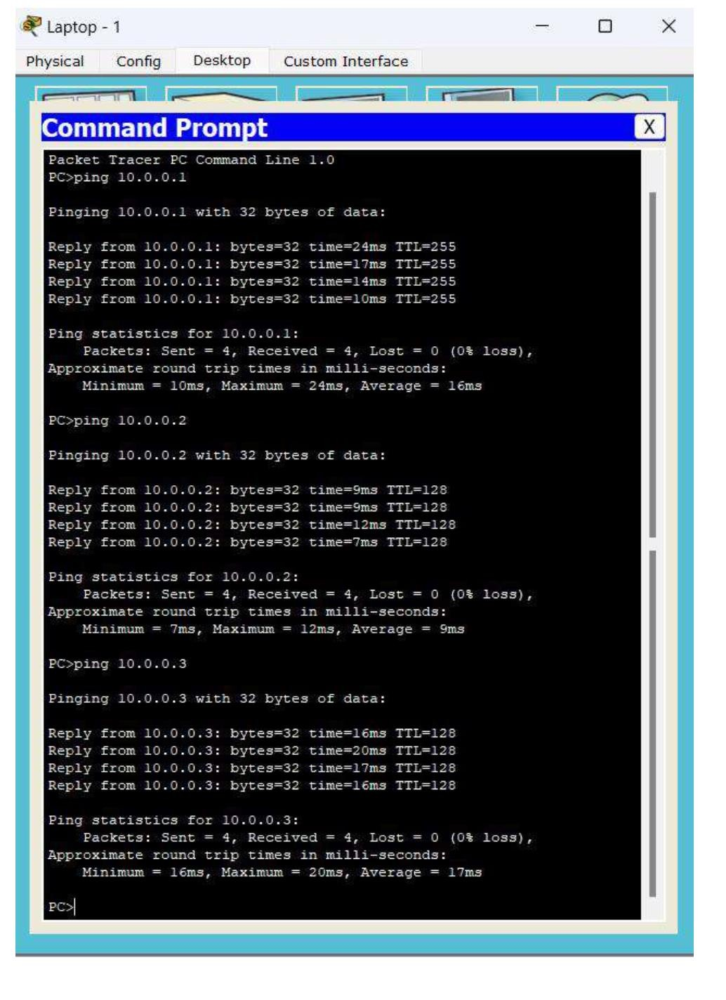 Laptop - 1
Physical Config Desktop Custom Interface
Command Prompt X
Packet Tracer PC Command Line 1.0
PC>ping 10.0.0.1
Pinging 10.0.0.1 with 32 bytes of data:
Reply from 10.0.0.1: bytes=32 time=24ms TTL=255
Reply from 10.0.0.1: bytes=32 time=17ms TTL=255
Reply from 10.0.0.1: bytes=32 time=14ms TTL=255
Reply from 10.0.0.1: bytes=32 time=10ms TTL=255
Ping statistics for 10.0.0.1:
Packets: Sent = 4, Received = 4, Lost = 0 (0% loss),
Approximate round trip times in milli-seconds:
Minimum = 10ms, Maximum = 24ms, Average = 16ms
PC>ping 10.0.0.2
Pinging 10.0.0.2 with 32 bytes of data:
Reply from 10.0.0.2: bytes=32 time=9ms TTL=128
Reply from 10.0.0.2: bytes=32 time=9ms TTL=128
Reply from 10.0.0.2: bytes=32 time=12ms TTL=128
Reply from 10.0.0.2: bytes=32 time=7ms TTL=128
Ping statistics for 10.0.0.2:
Packets: Sent = 4, Received = 4, Lost = 0 (0% loss),
Approximate round trip times in milli-seconds:
Minimum = 7ms, Maximum = 12ms, Average = 9ms
PC>ping 10.0.0.3
Pinging 10.0.0.3 with 32 bytes of data:
Reply from 10.0.0.3: bytes=32 time=16ms TTL=128
Reply from 10.0.0.3: bytes=32 time=20ms TTL=128
Reply from 10.0.0.3: bytes=32 time=17ms TTL=128
Reply from 10.0.0.3: bytes=32 time=16ms TTL=128
Ping statistics for 10.0.0.3:
Packets: Sent = 4, Received = 4, Lost = 0 (0% loss),
Approximate round trip times in milli-seconds:
Minimum = 16ms, Maximum = 20ms, Average = 17ms
PC>